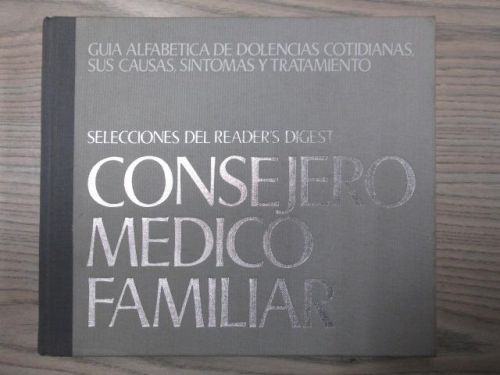 GUIA ALFABETICA DE DOLENCIAS COTIDIANAS,
SUS CAUSAS, SINTOMAS Y TRATAMIENTO
SELECCIONES DEL READER'S DIGEST
CONSEJERO
MEDICO
FAMILIAR